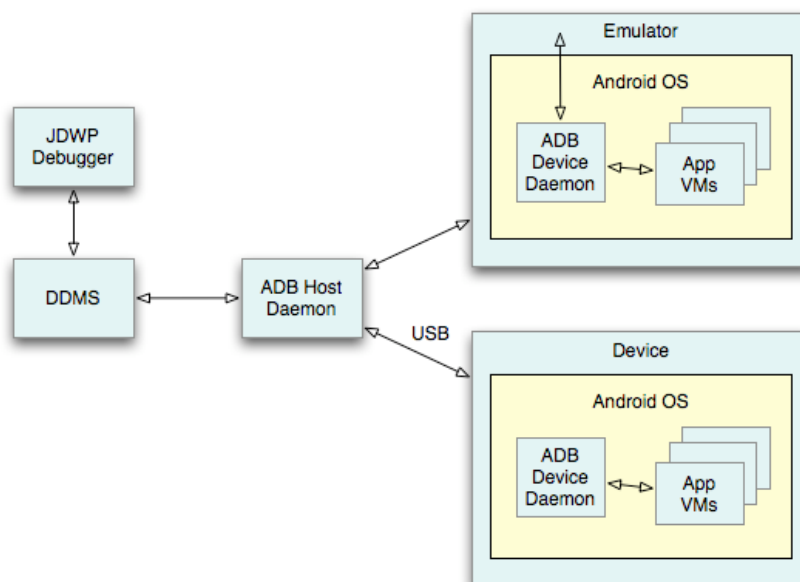 Emulator
Android OS
JDWP
Debugger
ADB
Device
Daemon
App
VMs
DDMS
ADB Host
Daemon
USB
Device
Android OS
ADB
Device
Daemon
App
VMs